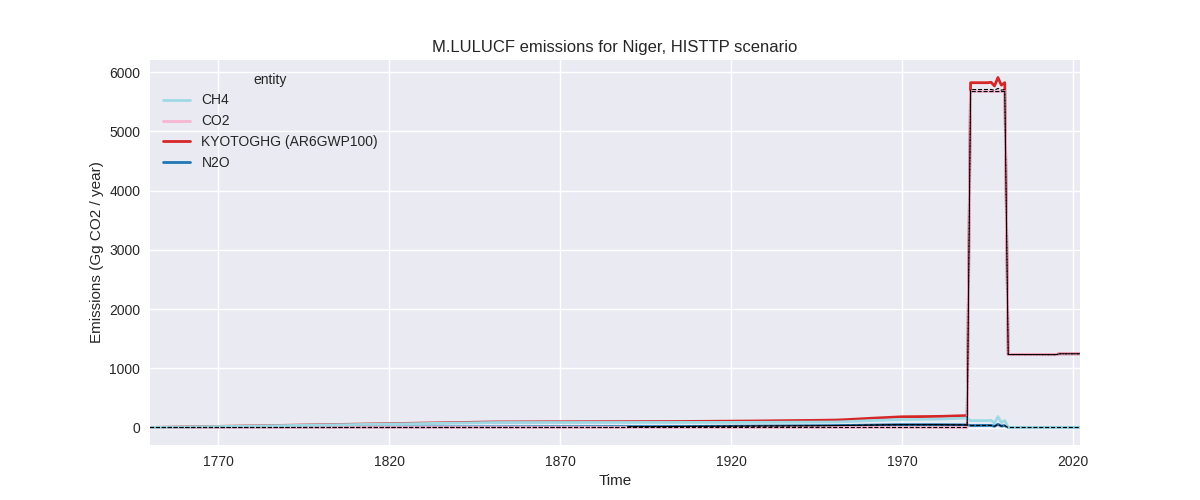 M.LULUCF emissions for Niger, HISTTP scenario
entity
CH4
CO2
KYOTOGHG (AR6GWP100)
N2O
Emissions (Gg CO2 / year)
6000
5000
4000
3000
2000
1000
0
1770
1820
1870
1920
1970
2020
Time